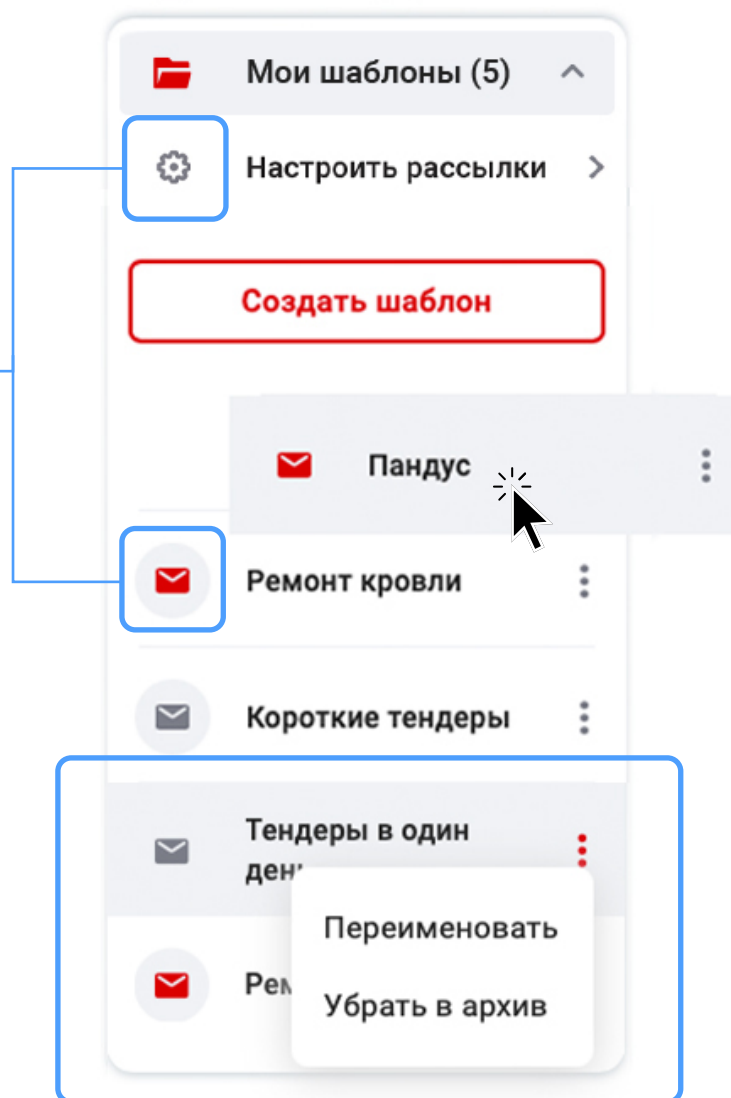 Мои шаблоны (5)
Настроить рассылки
Создать шаблон
Пандус
Ремонт кровли
Короткие тендеры
Тендеры в один
Переименовать
Убрать в архив